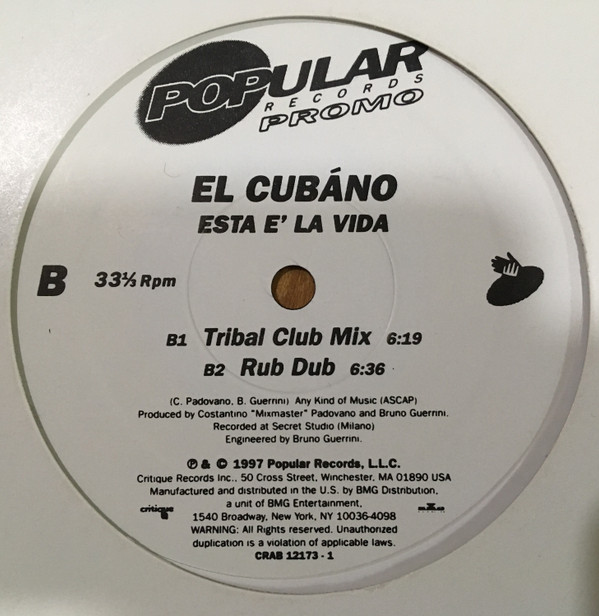 POPULAR
RECORDS
PROMO
EL CUBÁNO
ESTA E' LA VIDA
B 33⅓ Rpm
B1 Tribal Club Mix 6:19
B2 Rub Dub 6:36
(C. Padovano, B. Guerrini) Any Kind of Music (ASCAP)
Produced by Costantino "Mixmaster" Padovano and Bruno Guerrini.
Recorded at Secret Studio (Milano)
Engineered by Bruno Guerrini.
℗ & © 1997 Popular Records, L.L.C.
Critique Records Inc., 50 Cross Street, Winchester, MA 01890 USA
Manufactured and distributed in the U.S. by BMG Distribution,
a unit of BMG Entertainment,
critique
1540 Broadway, New York, NY 10036-4098
WARNING: All Rights reserved. Unauthorized
duplication is a violation of applicable laws.
CRAB 12173 - 1